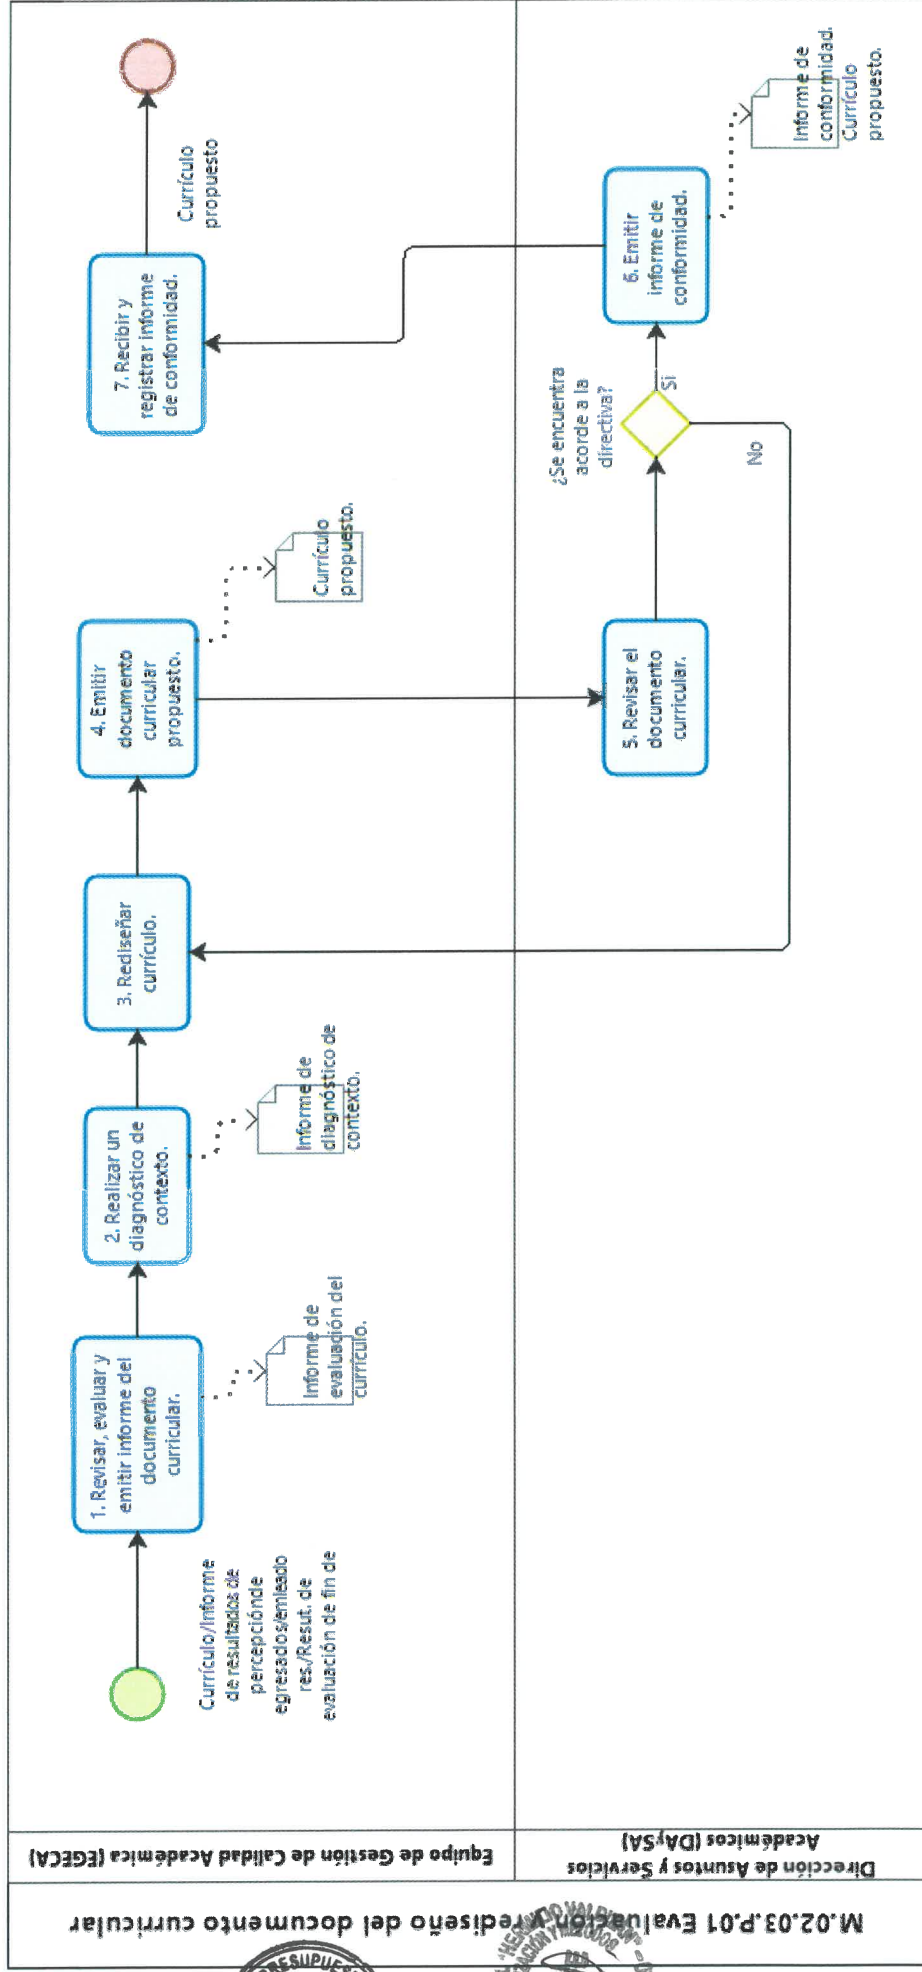 M.02.03.P.01 Evaluación y rediseño del documento curricular
Equipo de Gestión de Calidad Académica (EGECA)
Dirección de Asuntos y Servicios
Académicos (DAySA)
Currículo/Informe
de resultados de
percepciónde
egresados/emleado
res./Resut. de
evaluación de fin de
1. Revisar, evaluar y
emitir informe del
documento
curricular.
Informe de
evaluación del
currículo.
2. Realizar un
diagnóstico de
contexto.
Informe de
diagnóstico de
contexto.
3. Rediseñar
currículo.
4. Emitir
documento
curricular
propuesto.
Currículo
propuesto.
5. Revisar el
documento
curricular.
¿Se encuentra
acorde a la
directiva?
Si
No
6. Emitir
informe de
conformidad.
Informe de
conformidad.
Currículo
propuesto.
7. Recibir y
registrar informe
de conformidad.
Currículo
propuesto